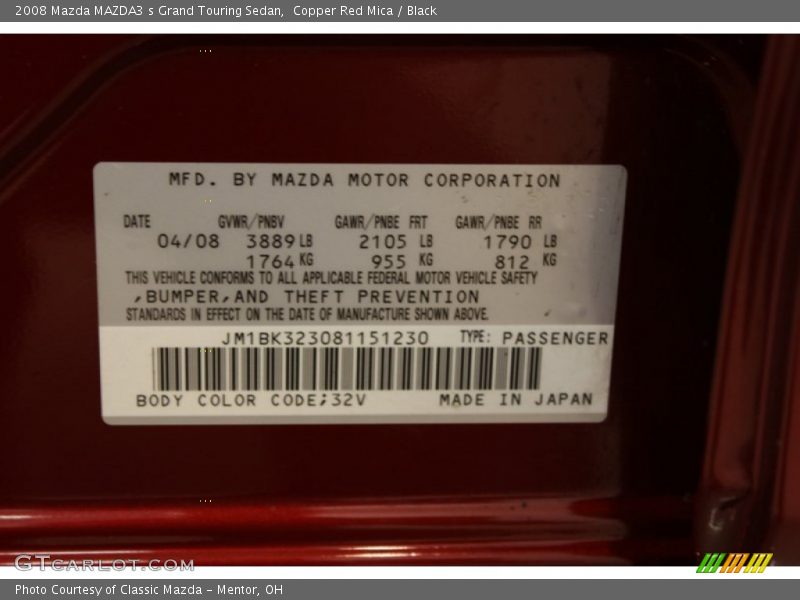 2008 Mazda MAZDA3 s Grand Touring Sedan,  Copper Red Mica / Black
MFD. BY MAZDA MOTOR CORPORATION
DATE GVWR/PNBV GAWR/PNBE FRT GAWR/PNBE RR
04/08 3889 LB 2105 LB 1790 LB
1764 KG 955 KG 812 KG
THIS VEHICLE CONFORMS TO ALL APPLICABLE FEDERAL MOTOR VEHICLE SAFETY
,BUMPER,AND THEFT PREVENTION
STANDARDS IN EFFECT ON THE DATE OF MANUFACTURE SHOWN ABOVE.
JM1BK323081151230 TYPE: PASSENGER
BODY COLOR CODE;32V MADE IN JAPAN
GTCARLOT.COM
Photo Courtesy of Classic Mazda - Mentor, OH